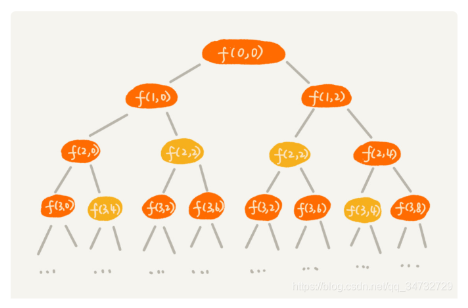 f(0,0)
f(1,0) f(1,2)
f(2,0) f(2,2) f(2,2) f(2,4)
f(3,0) f(3,4) f(3,2) f(3,6) f(3,2) f(3,6) f(3,4) f(3,8)
... ... ... ... ... ... ... ...
https://blog.csdn.net/qq_34732729